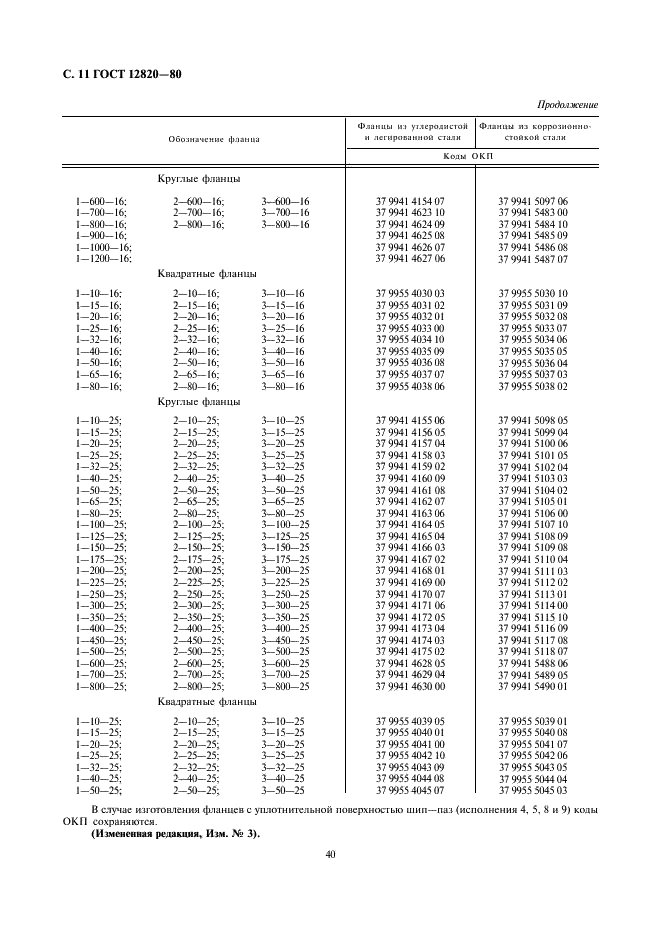 С. 11 ГОСТ 12820—80
Продолжение
Обозначение фланца
Фланцы из углеродистой и легированной стали
Фланцы из коррозионно-стойкой стали
Коды ОКП
Круглые фланцы
1—600—16; 2—600—16; 3—600—16 37 9941 4154 07 37 9941 5097 06
1—700—16; 2—700—16; 3—700—16 37 9941 4623 10 37 9941 5483 00
1—800—16; 2—800—16; 3—800—16 37 9941 4624 09 37 9941 5484 10
1—900—16; 37 9941 4625 08 37 9941 5485 09
1—1000—16; 37 9941 4626 07 37 9941 5486 08
1—1200—16; 37 9941 4627 06 37 9941 5487 07
Квадратные фланцы
1—10—16; 2—10—16; 3—10—16 37 9955 4030 03 37 9955 5030 10
1—15—16; 2—15—16; 3—15—16 37 9955 4031 02 37 9955 5031 09
1—20—16; 2—20—16; 3—20—16 37 9955 4032 01 37 9955 5032 08
1—25—16; 2—25—16; 3—25—16 37 9955 4033 00 37 9955 5033 07
1—32—16; 2—32—16; 3—32—16 37 9955 4034 10 37 9955 5034 06
1—40—16; 2—40—16; 3—40—16 37 9955 4035 09 37 9955 5035 05
1—50—16; 2—50—16; 3—50—16 37 9955 4036 08 37 9955 5036 04
1—65—16; 2—65—16; 3—65—16 37 9955 4037 07 37 9955 5037 03
1—80—16; 2—80—16; 3—80—16 37 9955 4038 06 37 9955 5038 02
Круглые фланцы
1—10—25; 2—10—25; 3—10—25 37 9941 4155 06 37 9941 5098 05
1—15—25; 2—15—25; 3—15—25 37 9941 4156 05 37 9941 5099 04
1—20—25; 2—20—25; 3—20—25 37 9941 4157 04 37 9941 5100 06
1—25—25; 2—25—25; 3—25—25 37 9941 4158 03 37 9941 5101 05
1—32—25; 2—32—25; 3—32—25 37 9941 4159 02 37 9941 5102 04
1—40—25; 2—40—25; 3—40—25 37 9941 4160 09 37 9941 5103 03
1—50—25; 2—50—25; 3—50—25 37 9941 4161 08 37 9941 5104 02
1—65—25; 2—65—25; 3—65—25 37 9941 4162 07 37 9941 5105 01
1—80—25; 2—80—25; 3—80—25 37 9941 4163 06 37 9941 5106 00
1—100—25; 2—100—25; 3—100—25 37 9941 4164 05 37 9941 5107 10
1—125—25; 2—125—25; 3—125—25 37 9941 4165 04 37 9941 5108 09
1—150—25; 2—150—25; 3—150—25 37 9941 4166 03 37 9941 5109 08
1—175—25; 2—175—25; 3—175—25 37 9941 4167 02 37 9941 5110 04
1—200—25; 2—200—25; 3—200—25 37 9941 4168 01 37 9941 5111 03
1—225—25; 2—225—25; 3—225—25 37 9941 4169 00 37 9941 5112 02
1—250—25; 2—250—25; 3—250—25 37 9941 4170 07 37 9941 5113 01
1—300—25; 2—300—25; 3—300—25 37 9941 4171 06 37 9941 5114 00
1—350—25; 2—350—25; 3—350—25 37 9941 4172 05 37 9941 5115 10
1—400—25; 2—400—25; 3—400—25 37 9941 4173 04 37 9941 5116 09
1—450—25; 2—450—25; 3—450—25 37 9941 4174 03 37 9941 5117 08
1—500—25; 2—500—25; 3—500—25 37 9941 4175 02 37 9941 5118 07
1—600—25; 2—600—25; 3—600—25 37 9941 4628 05 37 9941 5488 06
1—700—25; 2—700—25; 3—700—25 37 9941 4629 04 37 9941 5489 05
1—800—25; 2—800—25; 3—800—25 37 9941 4630 00 37 9941 5490 01
Квадратные фланцы
1—10—25; 2—10—25; 3—10—25 37 9955 4039 05 37 9955 5039 01
1—15—25; 2—15—25; 3—15—25 37 9955 4040 01 37 9955 5040 08
1—20—25; 2—20—25; 3—20—25 37 9955 4041 00 37 9955 5041 07
1—25—25; 2—25—25; 3—25—25 37 9955 4042 10 37 9955 5042 06
1—32—25; 2—32—25; 3—32—25 37 9955 4043 09 37 9955 5043 05
1—40—25; 2—40—25; 3—40—25 37 9955 4044 08 37 9955 5044 04
1—50—25; 2—50—25; 3—50—25 37 9955 4045 07 37 9955 5045 03
В случае изготовления фланцев с уплотнительной поверхностью шип—паз (исполнения 4, 5, 8 и 9) коды
ОКП сохраняются.
(Измененная редакция, Изм. № 3).
40